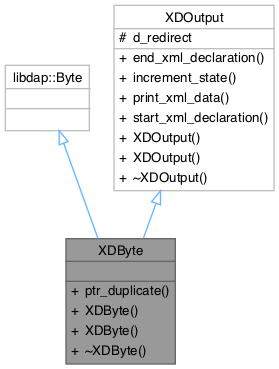 XDOutput
# d_redirect
+ end_xml_declaration()
+ increment_state()
+ print_xml_data()
+ start_xml_declaration()
+ XDOutput()
+ XDOutput()
+ ~XDOutput()
libdap::Byte
XDByte
+ ptr_duplicate()
+ XDByte()
+ XDByte()
+ ~XDByte()